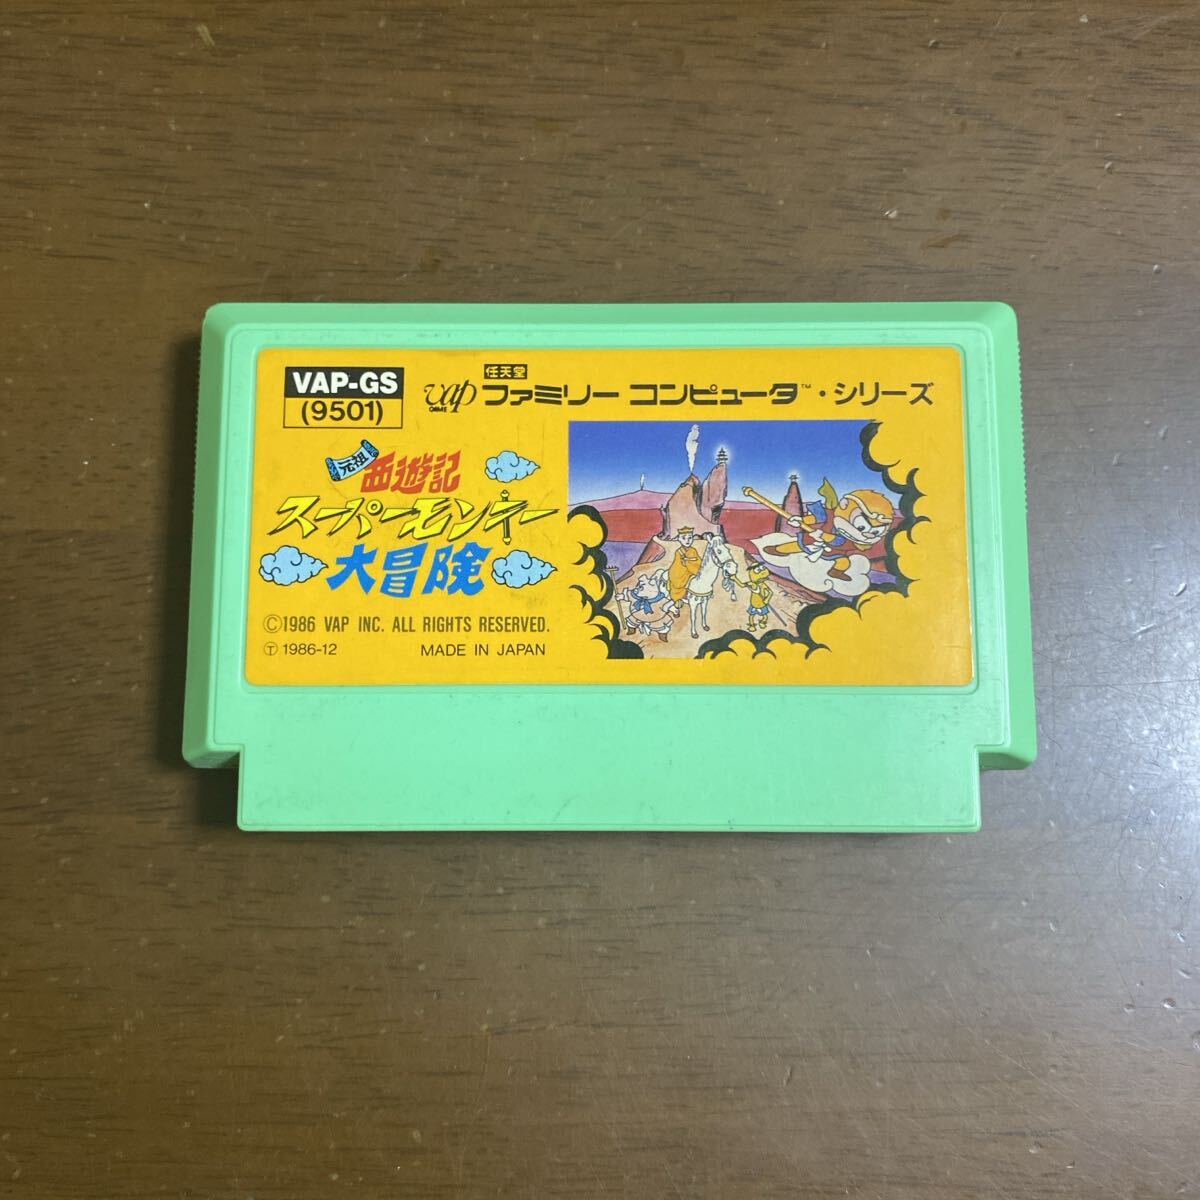 VAP-GS
(9501)
vap
GAME
任天堂
ファミリー コンピュータ™・シリーズ
元祖
西遊記
スーパーモンキー
大冒険
©1986 VAP INC. ALL RIGHTS RESERVED.
Ⓣ 1986-12 MADE IN JAPAN